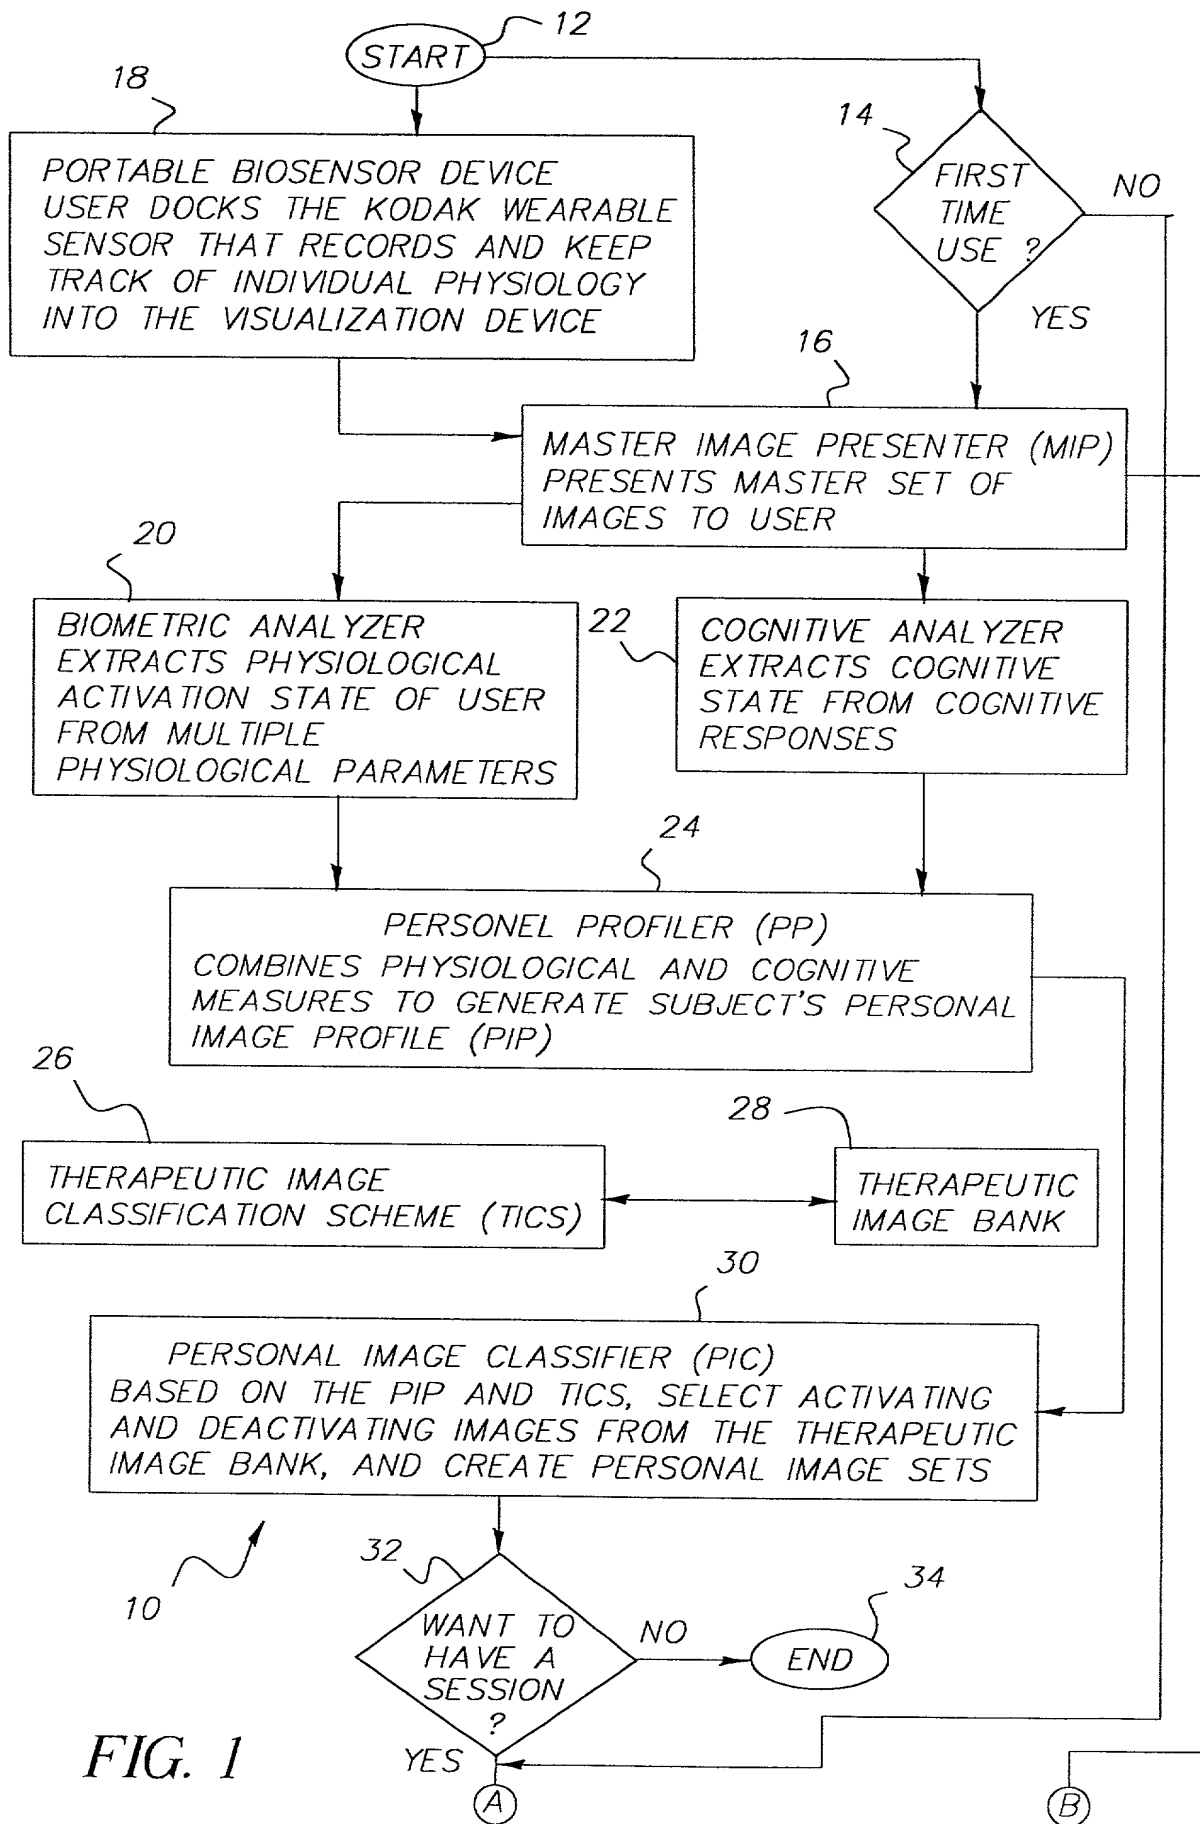 12
START
18
14
PORTABLE BIOSENSOR DEVICE
USER DOCKS THE KODAK WEARABLE
SENSOR THAT RECORDS AND KEEP
TRACK OF INDIVIDUAL PHYSIOLOGY
INTO THE VISUALIZATION DEVICE
FIRST
TIME
USE ?
NO
YES
16
MASTER IMAGE PRESENTER (MIP)
PRESENTS MASTER SET OF
IMAGES TO USER
20
BIOMETRIC ANALYZER
EXTRACTS PHYSIOLOGICAL
ACTIVATION STATE OF USER
FROM MULTIPLE
PHYSIOLOGICAL PARAMETERS
22
COGNITIVE ANALYZER
EXTRACTS COGNITIVE
STATE FROM COGNITIVE
RESPONSES
24
PERSONEL PROFILER (PP)
COMBINES PHYSIOLOGICAL AND COGNITIVE
MEASURES TO GENERATE SUBJECT'S PERSONAL
IMAGE PROFILE (PIP)
26
THERAPEUTIC IMAGE
CLASSIFICATION SCHEME (TICS)
28
THERAPEUTIC
IMAGE BANK
30
PERSONAL IMAGE CLASSIFIER (PIC)
BASED ON THE PIP AND TICS, SELECT ACTIVATING
AND DEACTIVATING IMAGES FROM THE THERAPEUTIC
IMAGE BANK, AND CREATE PERSONAL IMAGE SETS
10
32
WANT TO
HAVE A
SESSION
?
NO
34
END
YES
FIG. 1
A
B